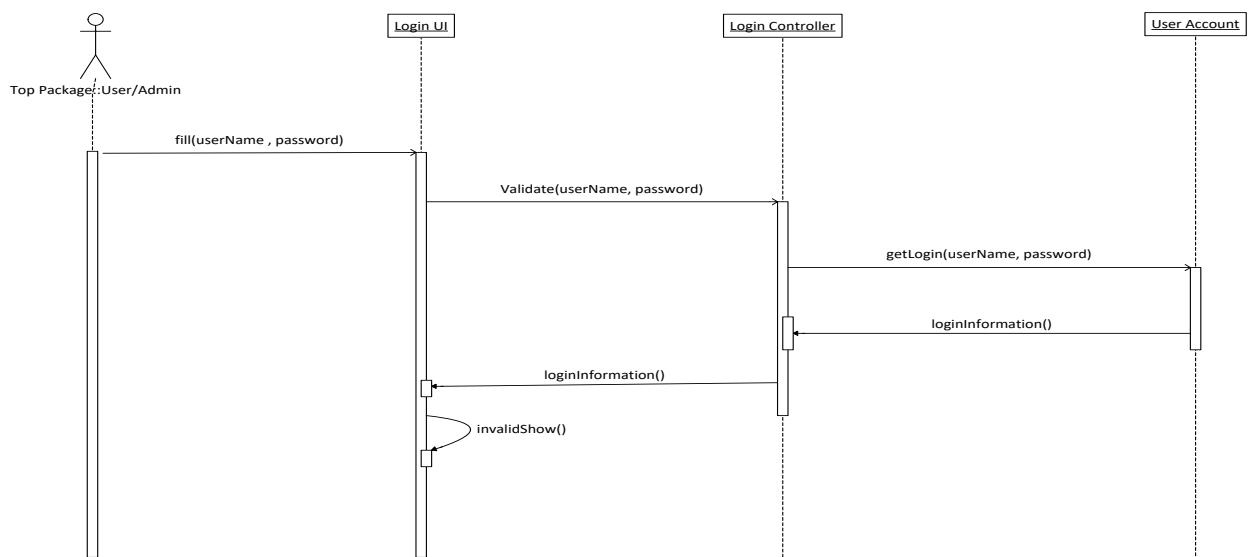 Login UI
Login Controller
User Account
Top Package::User/Admin
fill(userName , password)
Validate(userName, password)
getLogin(userName, password)
loginInformation()
loginInformation()
invalidShow()